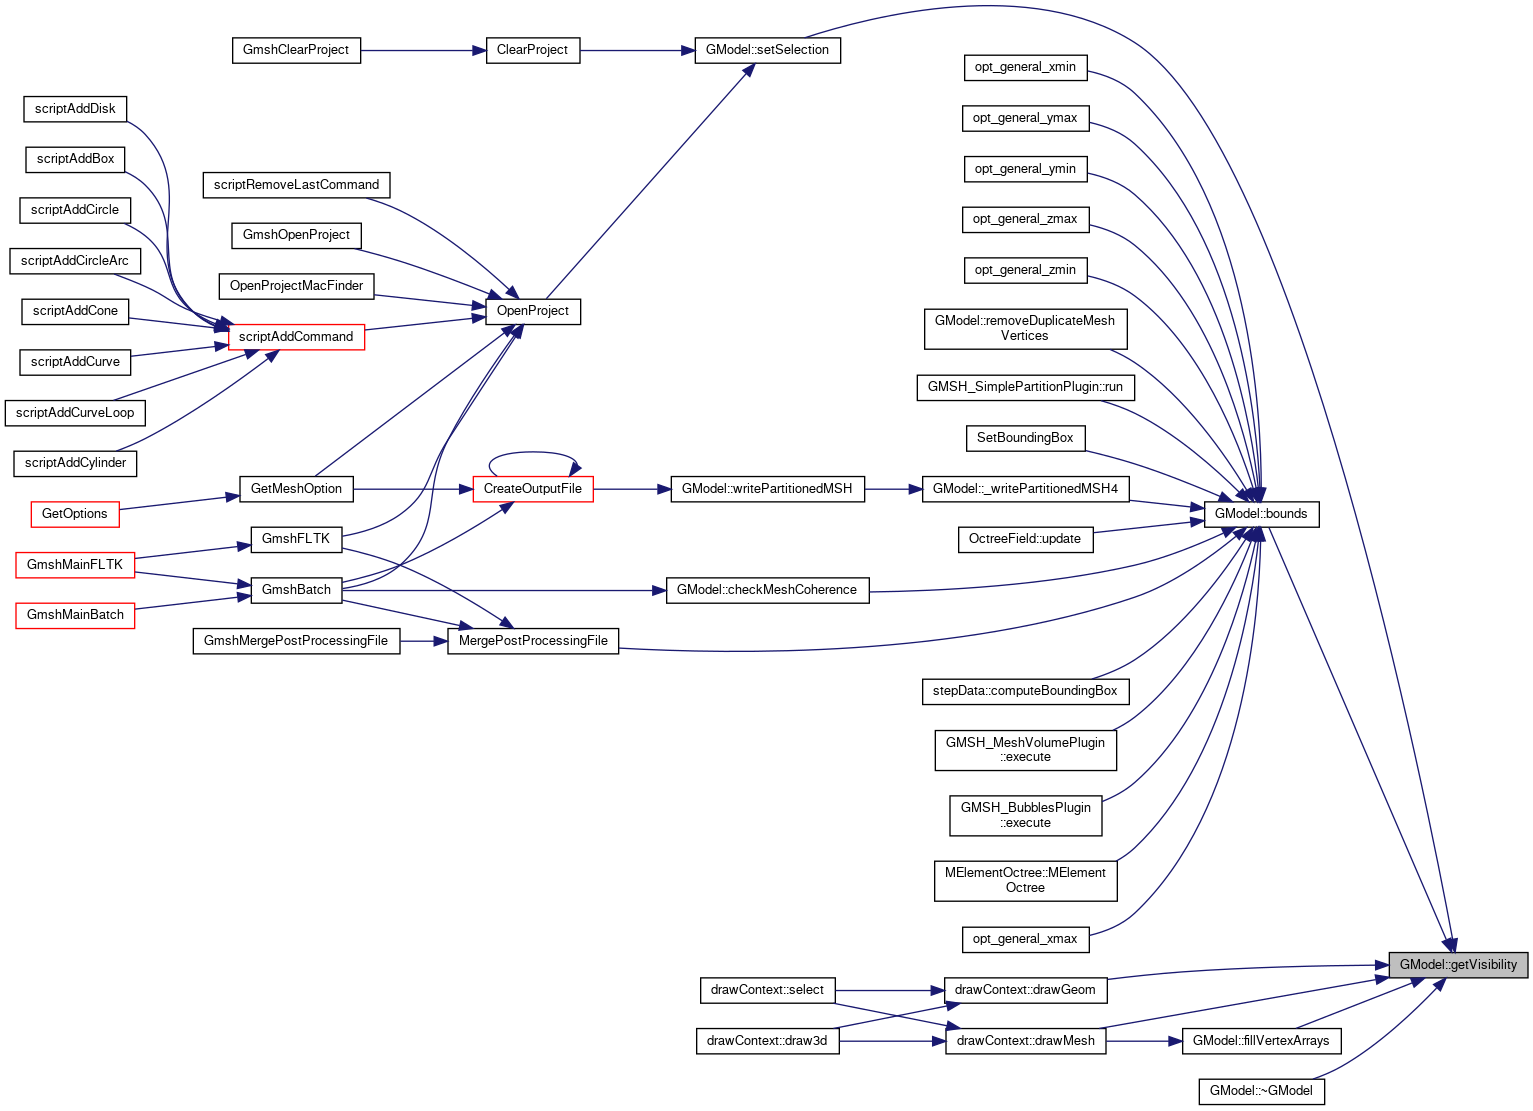 GmshClearProject
ClearProject
GModel::setSelection
opt_general_xmin
scriptAddDisk
opt_general_ymax
scriptAddBox
opt_general_ymin
scriptRemoveLastCommand
scriptAddCircle
opt_general_zmax
GmshOpenProject
scriptAddCircleArc
opt_general_zmin
OpenProjectMacFinder
scriptAddCone
OpenProject
GModel::removeDuplicateMesh
Vertices
scriptAddCommand
scriptAddCurve
GMSH_SimplePartitionPlugin::run
scriptAddCurveLoop
SetBoundingBox
scriptAddCylinder
GetMeshOption
CreateOutputFile
GModel::writePartitionedMSH
GModel::_writePartitionedMSH4
GetOptions
GModel::bounds
GmshFLTK
OctreeField::update
GmshMainFLTK
GmshBatch
GModel::checkMeshCoherence
GmshMainBatch
GmshMergePostProcessingFile
MergePostProcessingFile
stepData::computeBoundingBox
GMSH_MeshVolumePlugin
::execute
GMSH_BubblesPlugin
::execute
MElementOctree::MElement
Octree
opt_general_xmax
GModel::getVisibility
drawContext::select
drawContext::drawGeom
drawContext::draw3d
drawContext::drawMesh
GModel::fillVertexArrays
GModel::~GModel